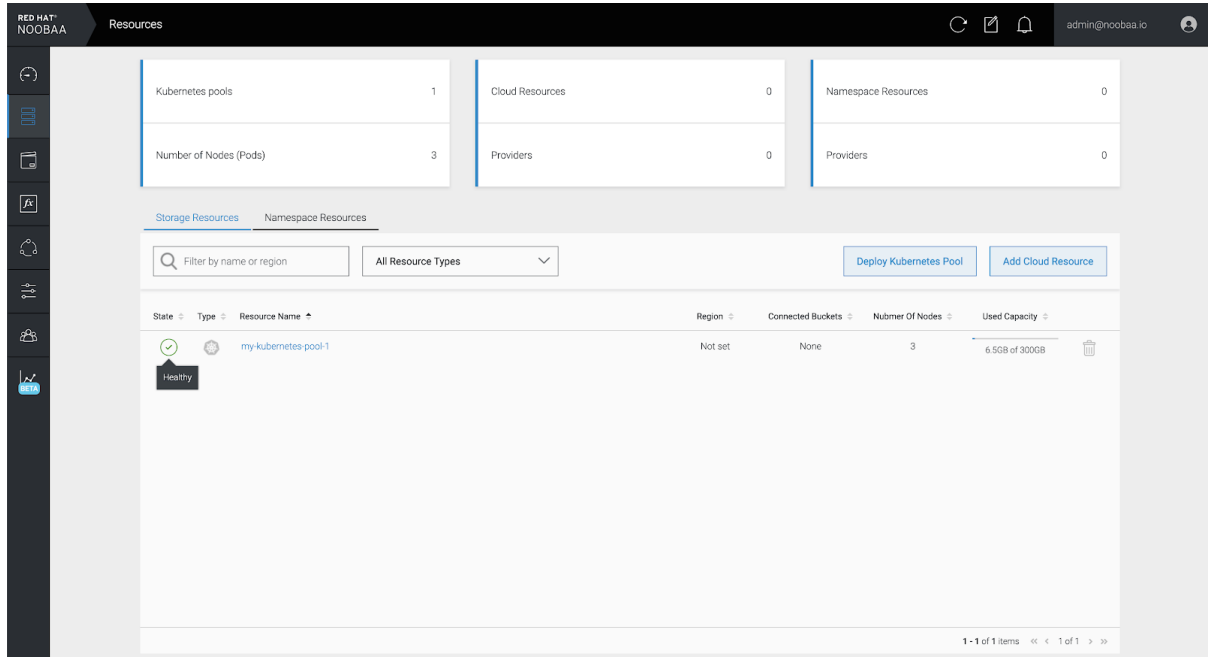 RED HAT®
NOOBAA
Resources
admin@noobaa.io
Kubernetes pools 1
Cloud Resources 0
Namespace Resources 0
Number of Nodes (Pods) 3
Providers 0
Providers 0
Storage Resources Namespace Resources
Filter by name or region
All Resource Types
Deploy Kubernetes Pool
Add Cloud Resource
State Type Resource Name Region Connected Buckets Nubmer Of Nodes Used Capacity
my-kubernetes-pool-1 Not set None 3 6.5GB of 300GB
Healthy
fx
BETA
1 - 1 of 1 items 1 of 1